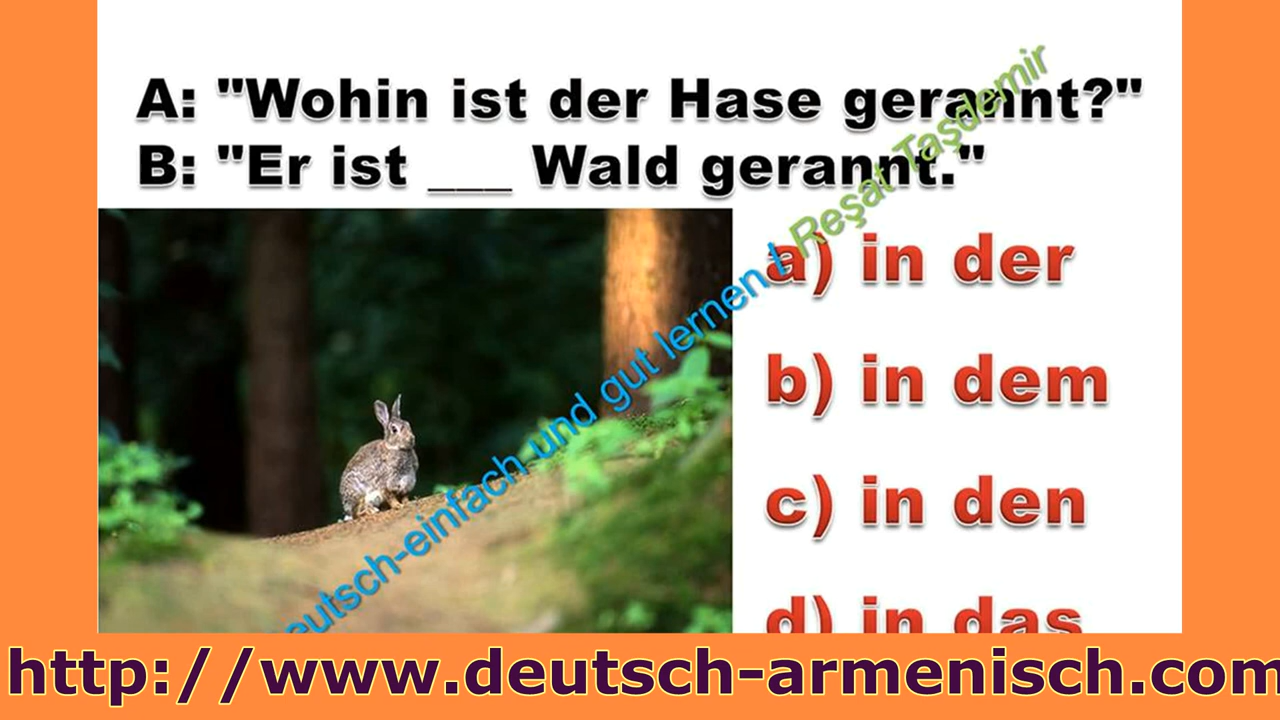 A: "Wohin ist der Hase gerannt?"
B: "Er ist ___ Wald gerannt."
a) in der
b) in dem
c) in den
d) in das
eutsch-einfach und gut lernen / Reşat Taşdemir
http://www.deutsch-armenisch.com